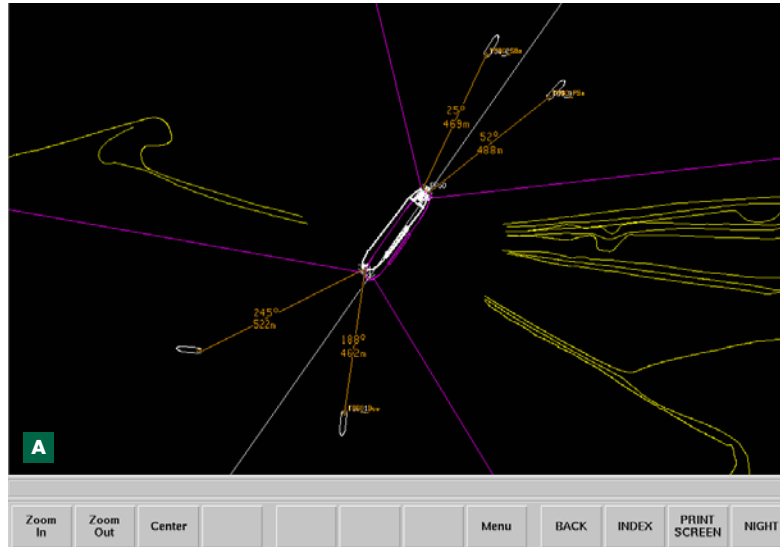 25°
469m
52°
488m
245°
522m
188°
462m
A
Zoom In
Zoom Out
Center
Menu
BACK
INDEX
PRINT SCREEN
NIGHT